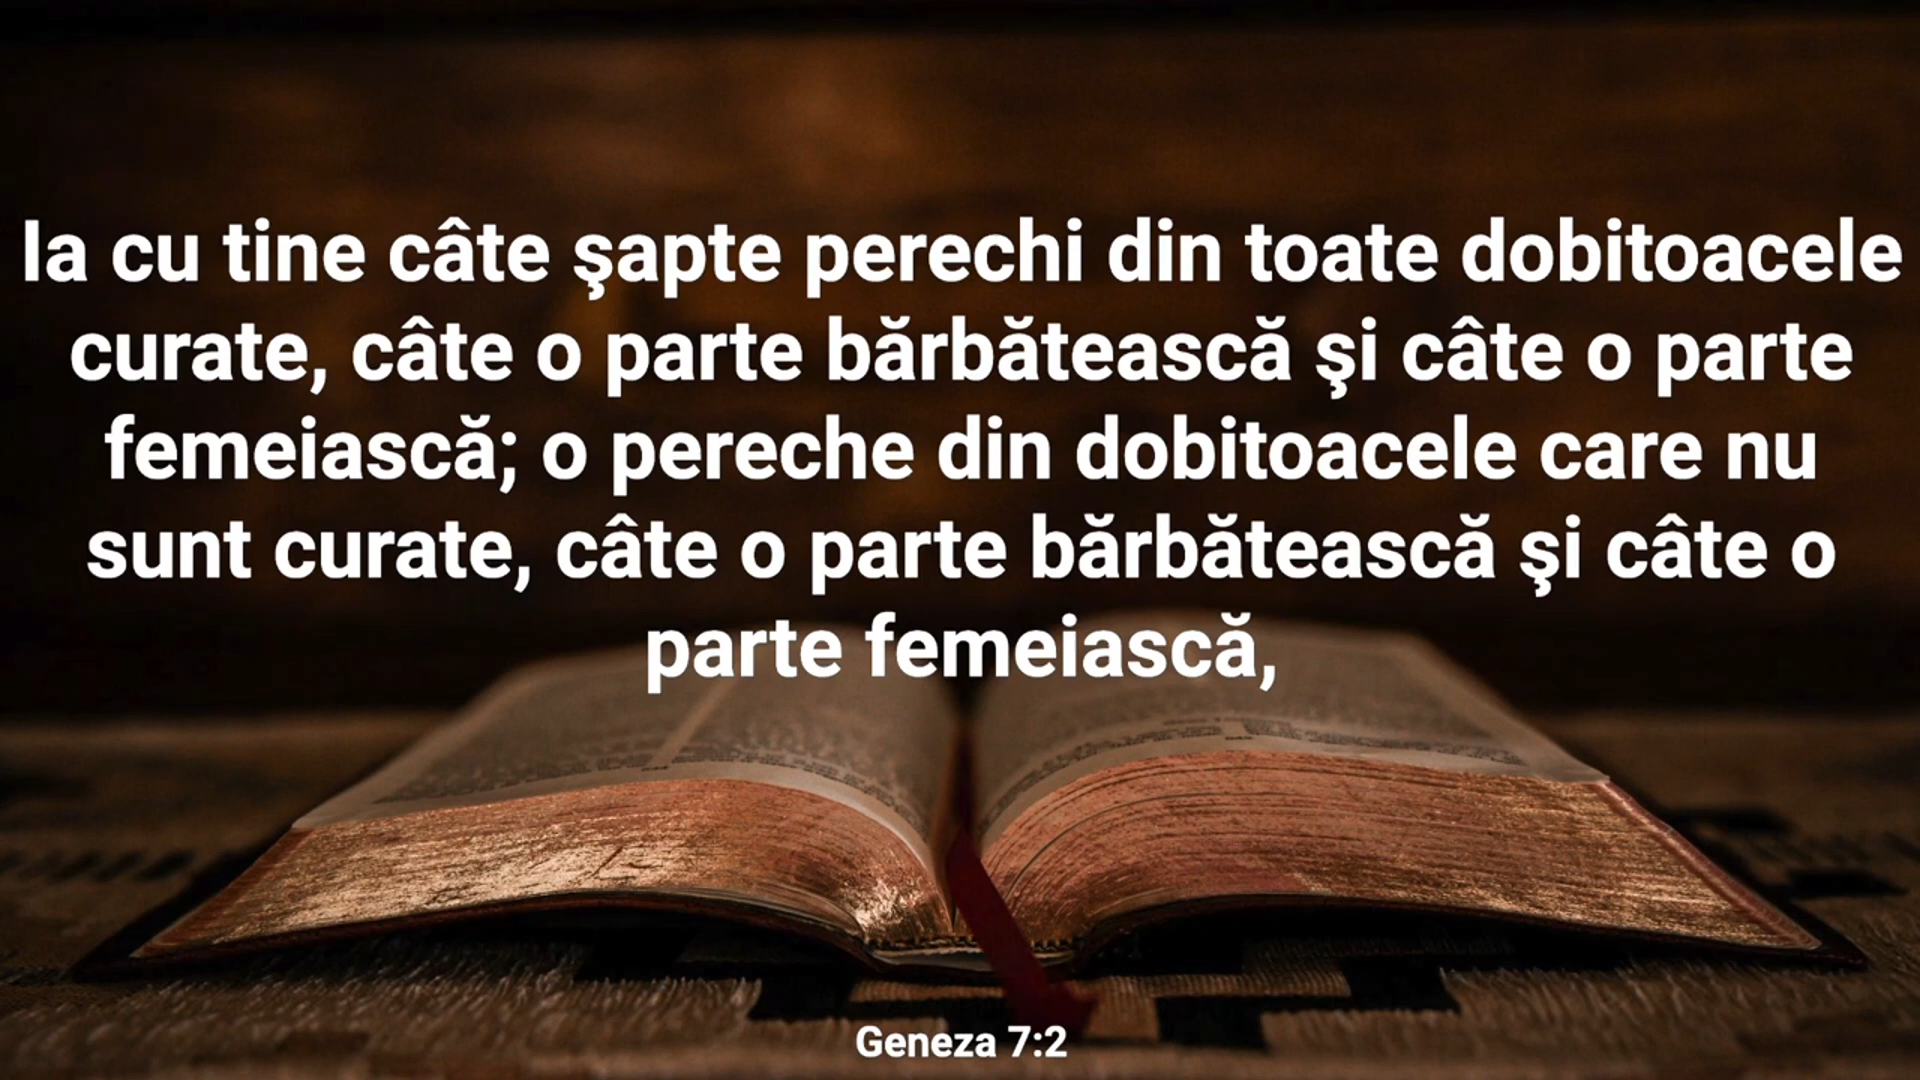 Ia cu tine câte şapte perechi din toate dobitoacele
curate, câte o parte bărbătească şi câte o parte
femeiască; o pereche din dobitoacele care nu
sunt curate, câte o parte bărbătească şi câte o
parte femeiască,
Geneza 7:2